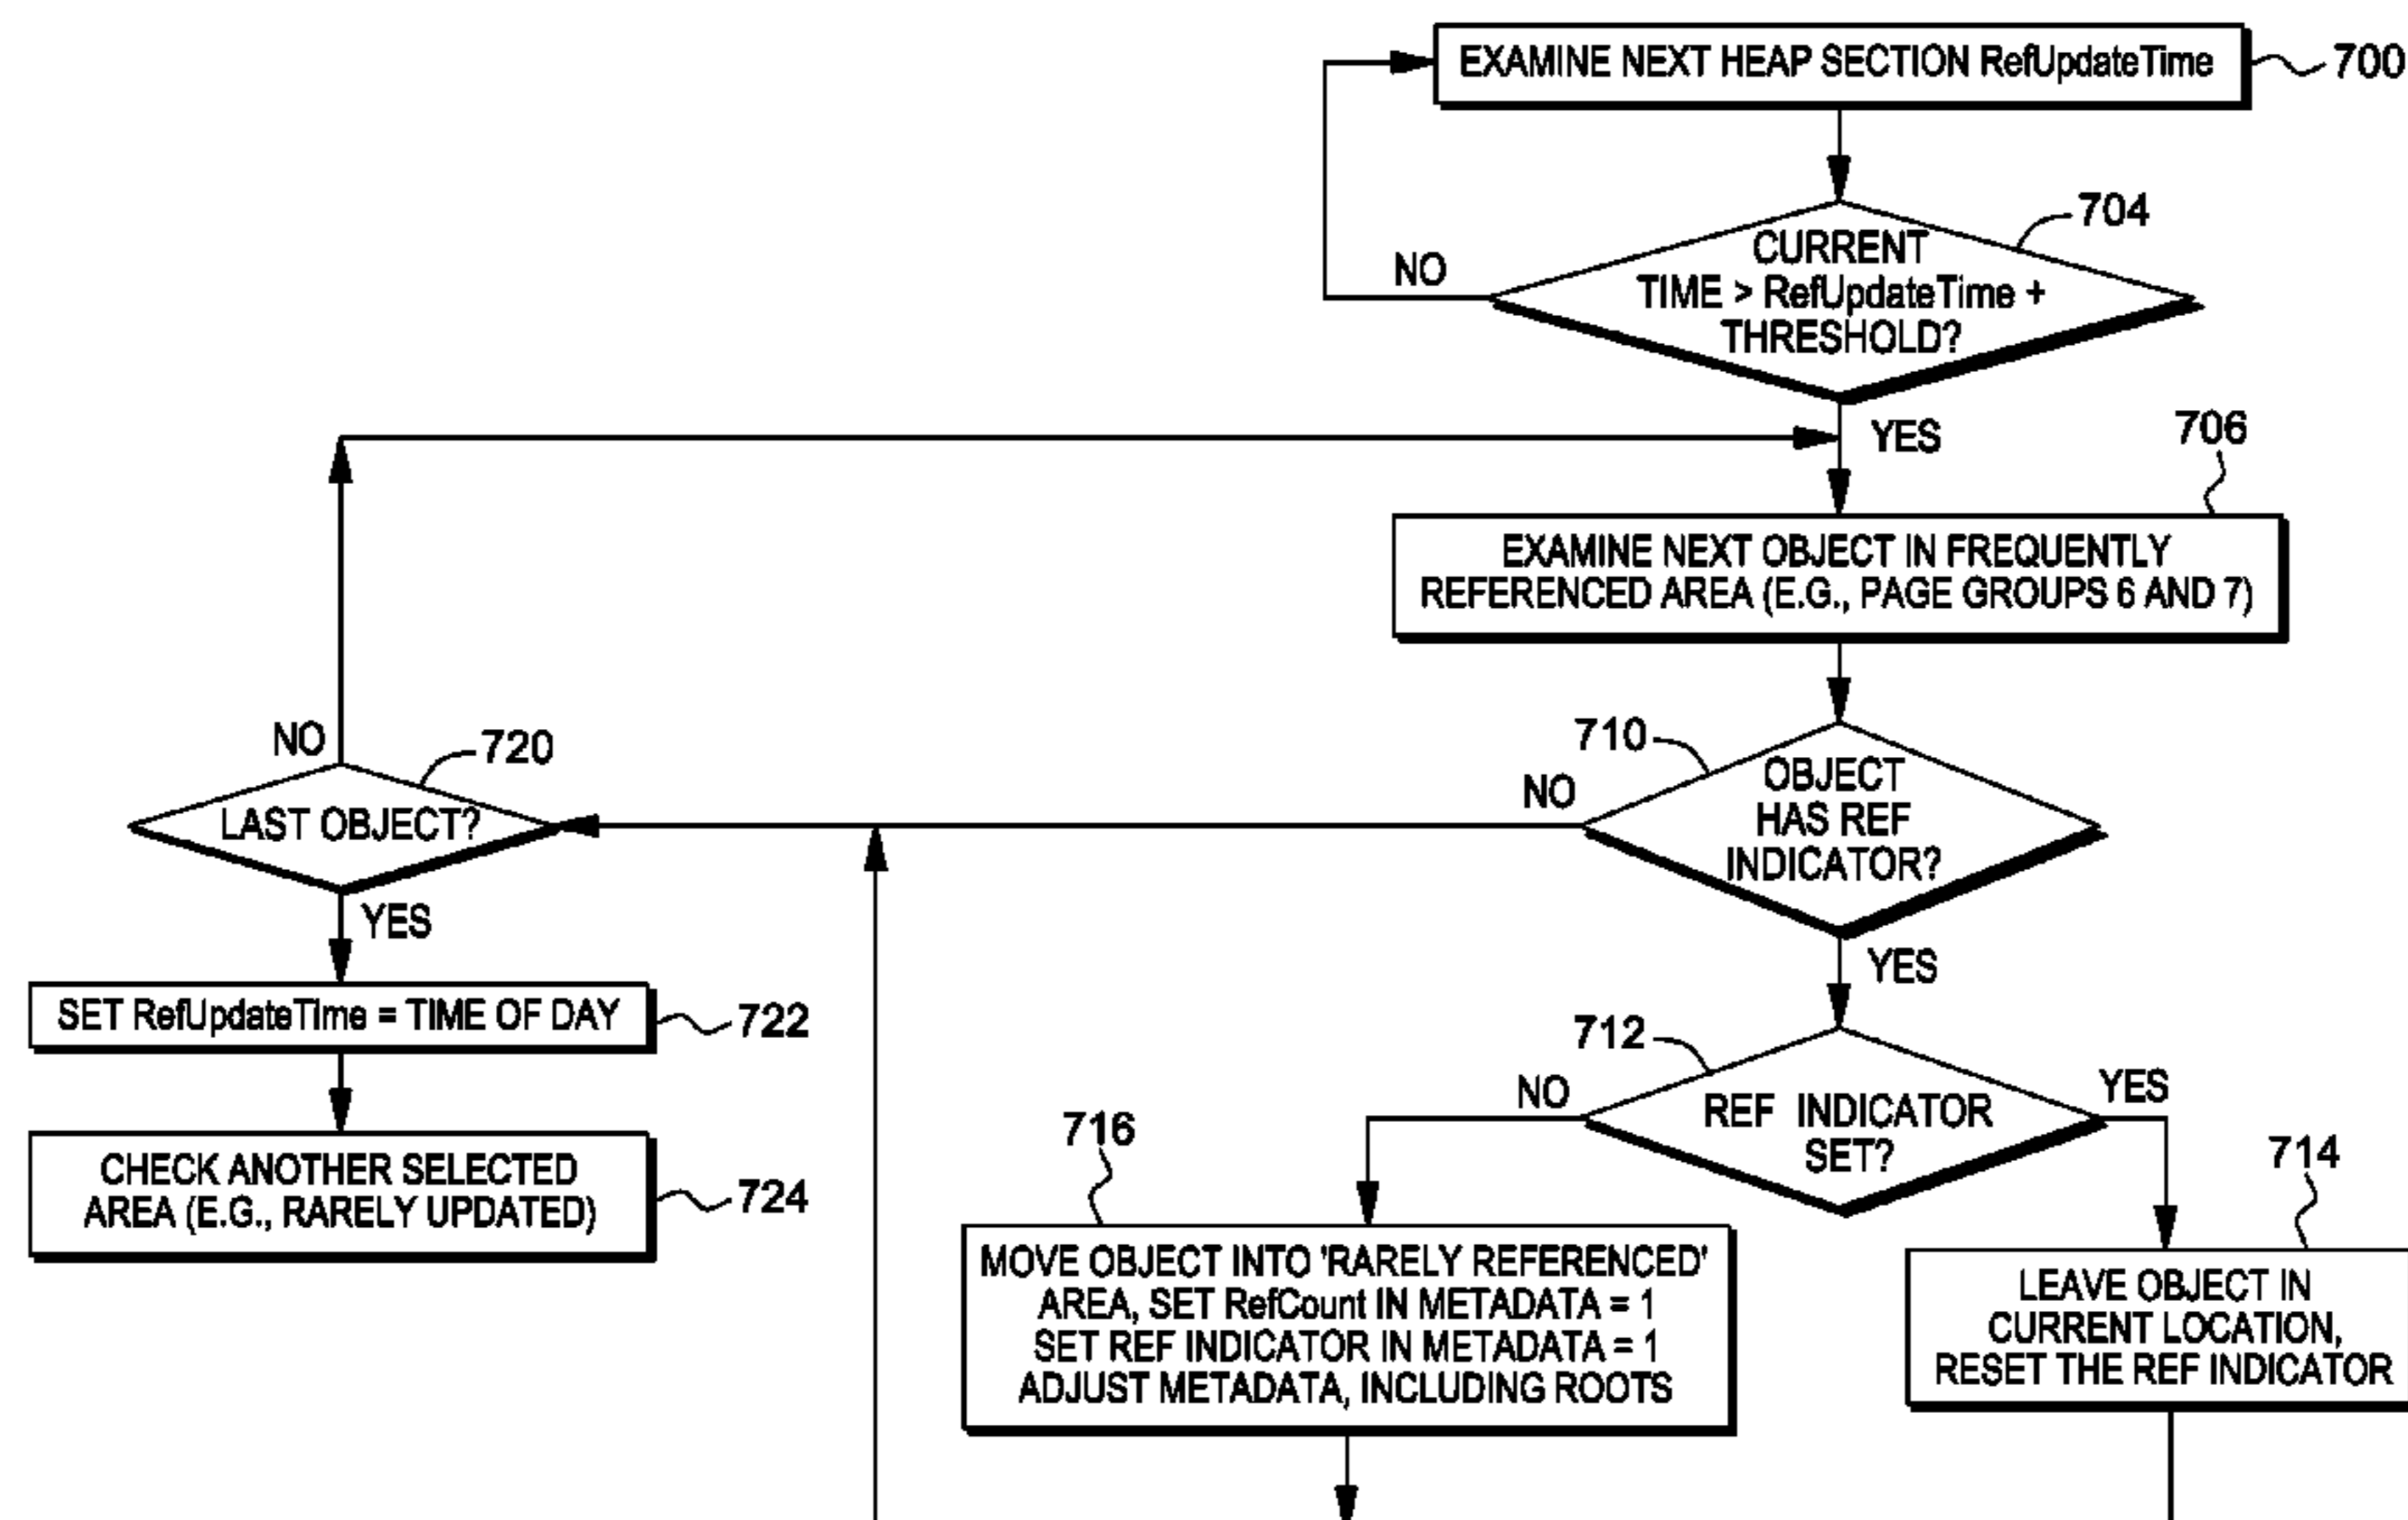 EXAMINE NEXT HEAP SECTION RefUpdateTime
700
704
CURRENT
TIME > RefUpdateTime +
THRESHOLD?
NO
YES
706
EXAMINE NEXT OBJECT IN FREQUENTLY
REFERENCED AREA (E.G., PAGE GROUPS 6 AND 7)
710
OBJECT
HAS REF
INDICATOR?
NO
YES
NO
720
LAST OBJECT?
YES
SET RefUpdateTime = TIME OF DAY
722
CHECK ANOTHER SELECTED
AREA (E.G., RARELY UPDATED)
724
712
REF INDICATOR
SET?
NO
YES
716
MOVE OBJECT INTO 'RARELY REFERENCED'
AREA, SET RefCount IN METADATA = 1
SET REF INDICATOR IN METADATA = 1
ADJUST METADATA, INCLUDING ROOTS
714
LEAVE OBJECT IN
CURRENT LOCATION,
RESET THE REF INDICATOR